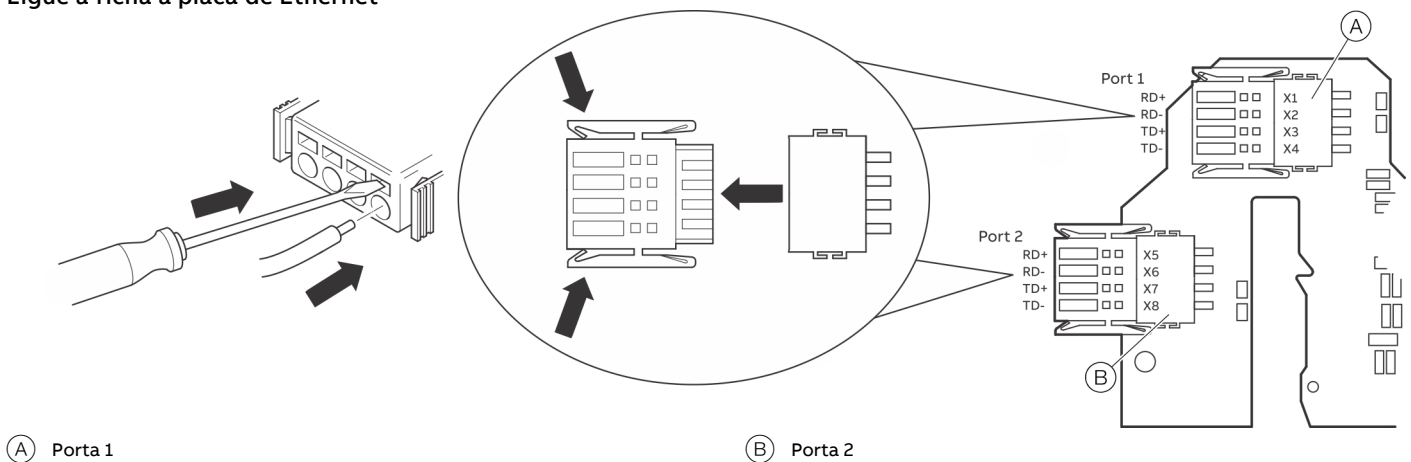 Ligue a ficha à placa de Ethernet
A
Port 1
RD+
RD-
TD+
TD-
X1
X2
X3
X4
Port 2
RD+
RD-
TD+
TD-
X5
X6
X7
X8
B
A Porta 1
B Porta 2